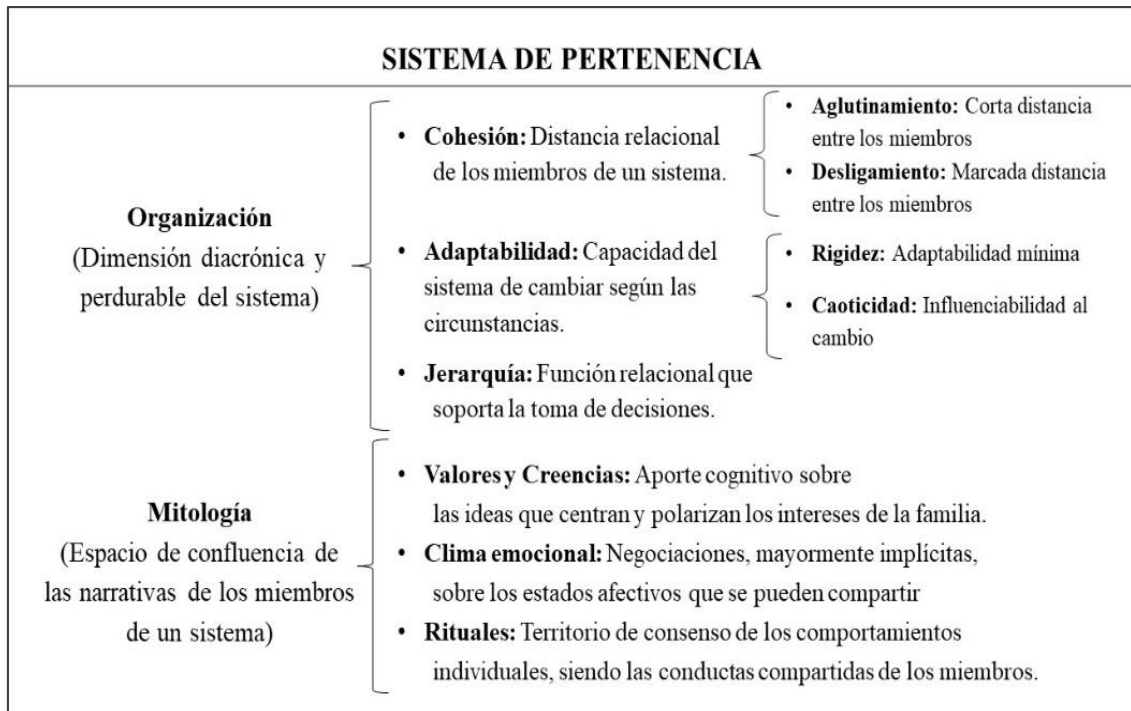 SISTEMA DE PERTENENCIA
Organización
(Dimensión diacrónica y
perdurable del sistema)
• Cohesión: Distancia relacional
de los miembros de un sistema.
• Aglutinamiento: Corta distancia
entre los miembros
• Desligamiento: Marcada distancia
entre los miembros
• Adaptabilidad: Capacidad del
sistema de cambiar según las
circunstancias.
• Rigidez: Adaptabilidad mínima
• Caoticidad: Influenciabilidad al
cambio
• Jerarquía: Función relacional que
soporta la toma de decisiones.
Mitología
(Espacio de confluencia de
las narrativas de los miembros
de un sistema)
• Valores y Creencias: Aporte cognitivo sobre
las ideas que centran y polarizan los intereses de la familia.
• Clima emocional: Negociaciones, mayormente implícitas,
sobre los estados afectivos que se pueden compartir
• Rituales: Territorio de consenso de los comportamientos
individuales, siendo las conductas compartidas de los miembros.